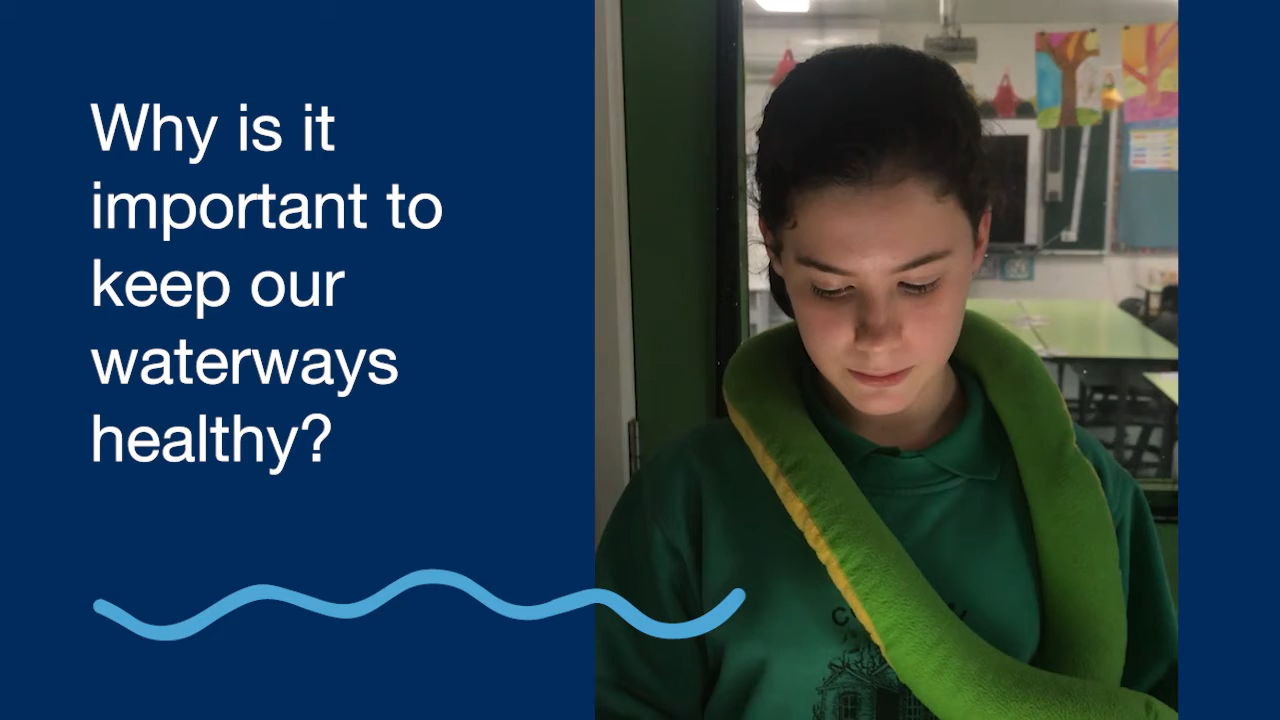 Why is it
important to
keep our
waterways
healthy?